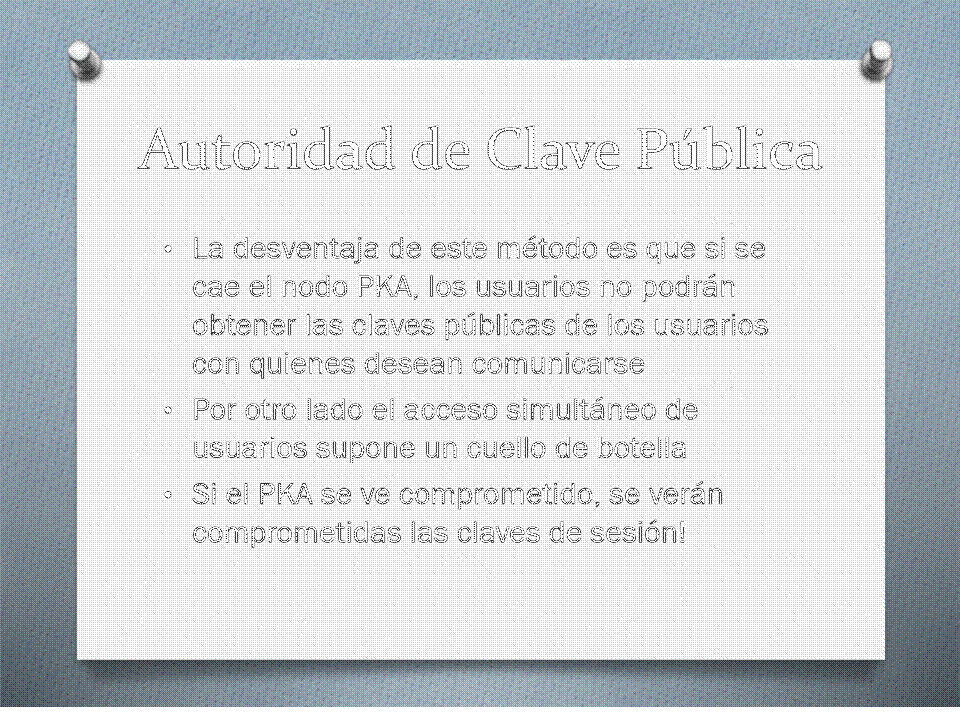 Autoridad de Clave Pública
• La desventaja de este método es que si se
cae el nodo PKA, los usuarios no podrán
obtener las claves públicas de los usuarios
con quienes desean comunicarse
• Por otro lado el acceso simultáneo de
usuarios supone un cuello de botella
• Si el PKA se ve comprometido, se verán
comprometidas las claves de sesión!